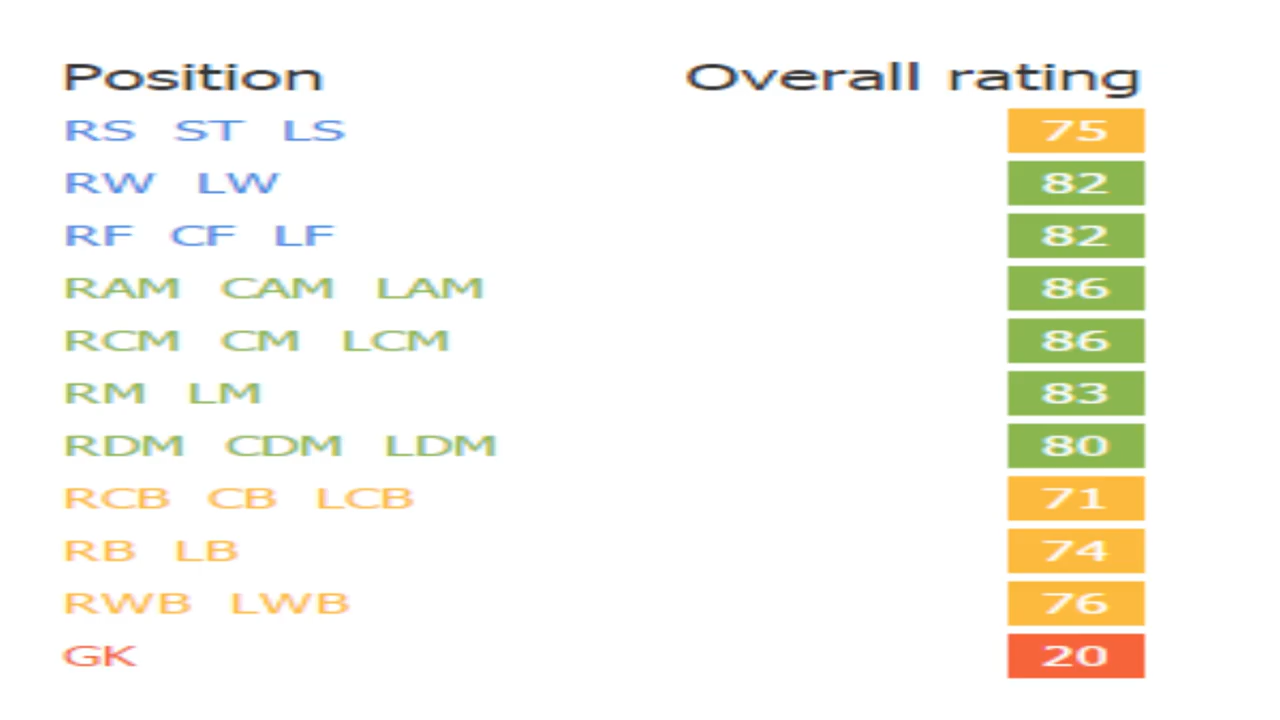 Position Overall rating
RS ST LS 75
RW LW 82
RF CF LF 82
RAM CAM LAM 86
RCM CM LCM 86
RM LM 83
RDM CDM LDM 80
RCB CB LCB 71
RB LB 74
RWB LWB 76
GK 20